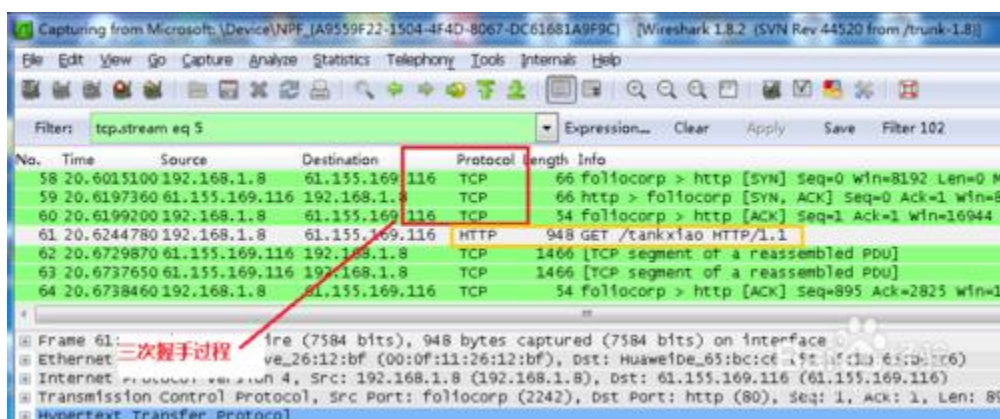 Capturing from Microsoft: \Device\NPF_{A9559F22-1504-4F4D-8067-DC61681A9F9C} [Wireshark 1.8.2 (SVN Rev 44520 from /trunk-1.8)]
File Edit View Go Capture Analyze Statistics Telephony Tools Internals Help
Filter: tcp.stream eq 5 Expression... Clear Apply Save Filter 102
No. Time Source Destination Protocol Length Info
58 20.6015100 192.168.1.8 61.155.169.116 TCP 66 foliocorp > http [SYN] Seq=0 Win=8192 Len=0 M
59 20.6197360 61.155.169.116 192.168.1.8 TCP 66 http > foliocorp [SYN, ACK] Seq=0 Ack=1 Win=8
60 20.6199200 192.168.1.8 61.155.169.116 TCP 54 foliocorp > http [ACK] Seq=1 Ack=1 Win=16944
61 20.6244780 192.168.1.8 61.155.169.116 HTTP 948 GET /tankxiao HTTP/1.1
62 20.6729870 61.155.169.116 192.168.1.8 TCP 1466 [TCP segment of a reassembled PDU]
63 20.6737650 61.155.169.116 192.168.1.8 TCP 1466 [TCP segment of a reassembled PDU]
64 20.6738460 192.168.1.8 61.155.169.116 TCP 54 foliocorp > http [ACK] Seq=895 Ack=2825 Win=1
Frame 61: ire (7584 bits), 948 bytes captured (7584 bits) on interface
三次握手过程
Ethernet ve_26:12:bf (00:0f:11:26:12:bf), Dst: HuaweiDe_65:bc:c6
Internet Protocol Version 4, Src: 192.168.1.8 (192.168.1.8), Dst: 61.155.169.116 (61.155.169.116)
Transmission Control Protocol, Src Port: foliocorp (2242), Dst Port: http (80), Seq: 1, Ack: 1, Len: 89
Hypertext Transfer Protocol